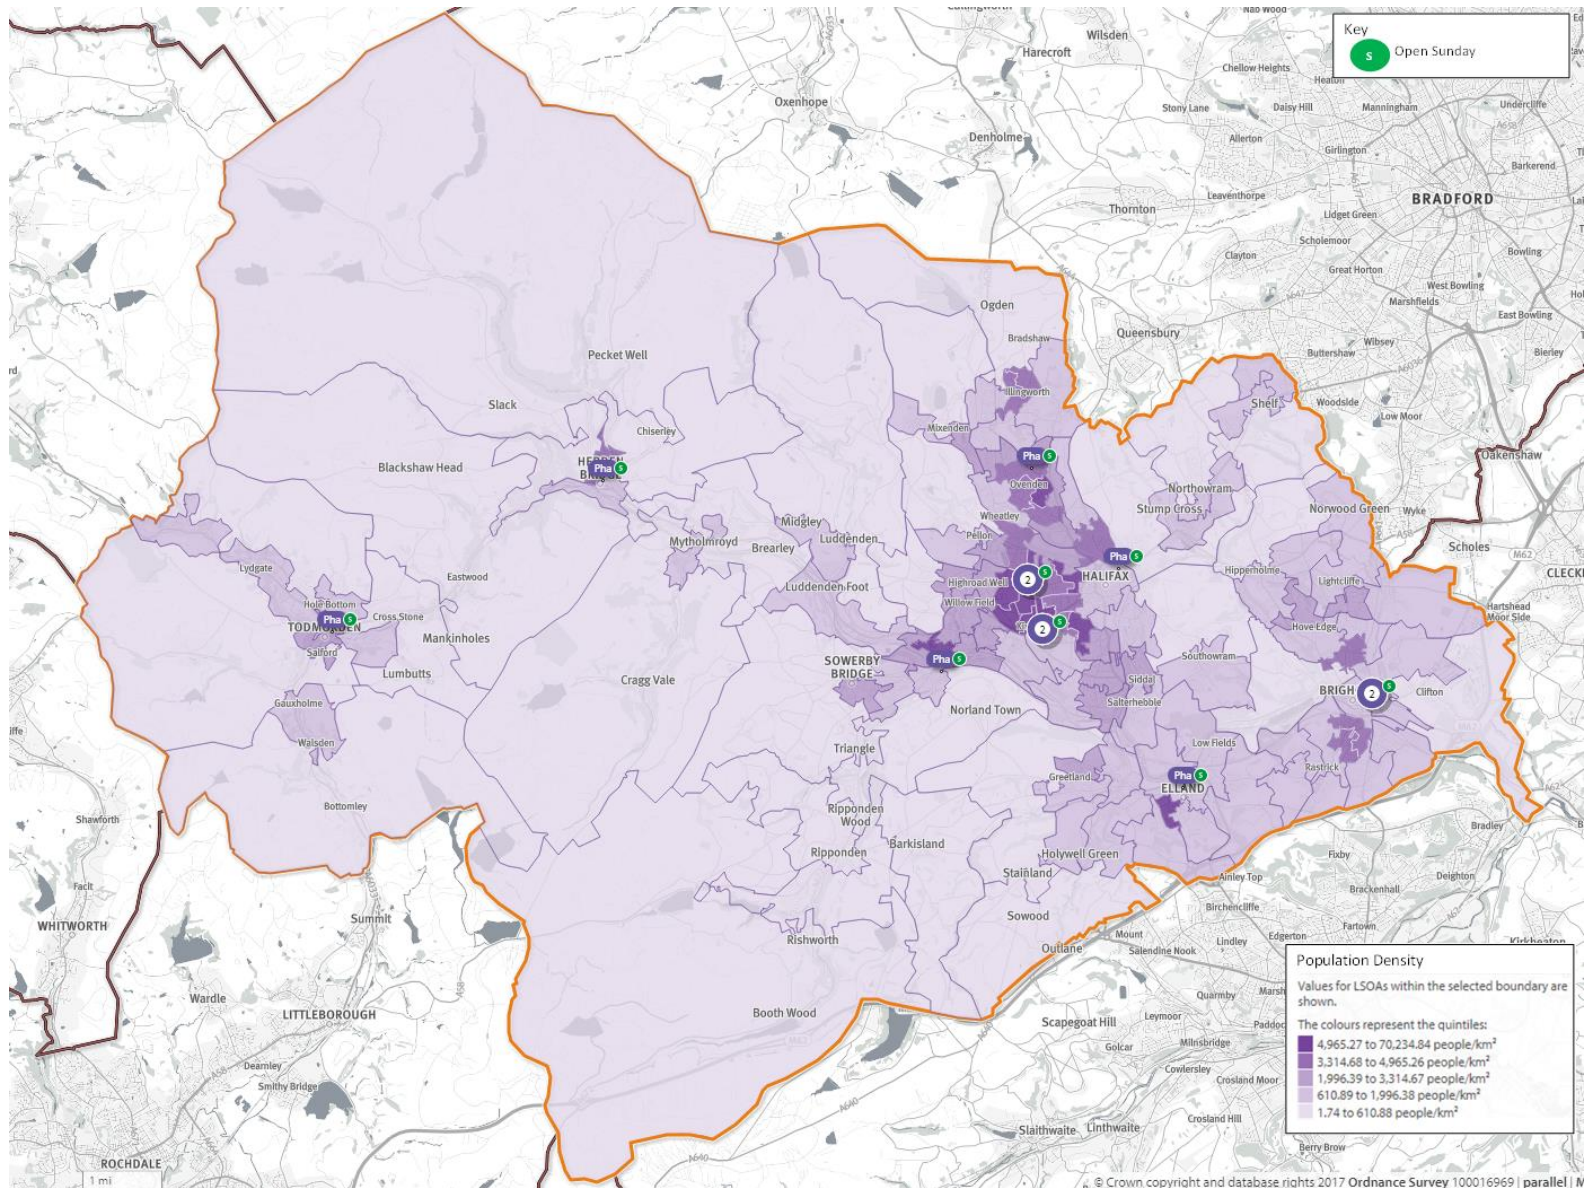 Nab Wood
Wilsden
Harecroft
Chellow Heights
Heaton
Key
S Open Sunday
Oxenhope
Stony Lane
Daisy Hill
Manningham
Undercliffe
Denholme
Allerton
Girlington
Barkerend
Leaventhorpe
BRADFORD
Thornton
Lidget Green
Scholemoor
Clayton
Bowling
Great Horton
West Bowling
Marshfields
East Bowling
Ogden
Queensbury
Bradshaw
Wibsey
Buttershaw
Bierley
Pecket Well
Illingworth
Shelf
Woodside
Low Moor
Slack
Chiserley
Mixenden
Oakenshaw
HEBDEN
BRIDGE
Pha S
Blackshaw Head
Pha S
Ovenden
Northowram
Stump Cross
Norwood Green
Wyke
Wheatley
Midgley
Luddenden
Pellon
Mytholmroyd
Brearley
Scholes
M62
Pha S
HALIFAX
Lydgate
Eastwood
Highroad Well
2 S
Hipperholme
Lightcliffe
Luddenden Foot
Willow Field
Hartshead
Moor Side
Hole Bottom
Cross Stone
Pha S
TODMORDEN
Mankinholes
2 S
Hove Edge
Salford
Lumbutts
SOWERBY
BRIDGE
Pha S
Southowram
Cragg Vale
Siddal
Salterhebble
BRIGH
2 S
Clifton
Gauxholme
Norland Town
Walsden
Triangle
Low Fields
Greetland
Pha S
ELLAND
Rastrick
Bottomley
Ripponden
Wood
Shawforth
Barkisland
Bradley
Ripponden
Holywell Green
Fixby
Stainland
Ainley Top
Deighton
Facit
Brackenhall
Birchencliffe
Summit
Sowood
WHITWORTH
Mount
Fartown
Rishworth
Outlane
Salendine Nook
Lindley
Edgerton
Kirkheaton
Population Density
Values for LSOAs within the selected boundary are
shown.
The colours represent the quintiles:
4,965.27 to 70,234.84 people/km²
3,314.68 to 4,965.26 people/km²
1,996.39 to 3,314.67 people/km²
610.89 to 1,996.38 people/km²
1.74 to 610.88 people/km²
Wardle
LITTLEBOROUGH
Booth Wood
Quarmby
Scapegoat Hill
Leymoor
Golcar
Milnsbridge
Dearnley
Cowlersley
Smithy Bridge
Crosland Moor
A640
Crosland Hill
Slaithwaite
Linthwaite
Berry Brow
ROCHDALE
A640
1 mi
© Crown copyright and database rights 2017 Ordnance Survey 100016969 | parallel | M